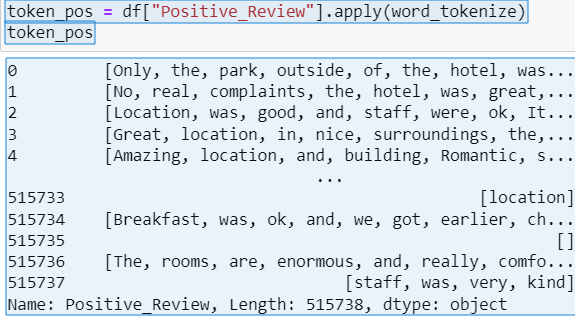 token_pos = df["Positive_Review"].apply(word_tokenize)
token_pos
0 [Only, the, park, outside, of, the, hotel, was...
1 [No, real, complaints, the, hotel, was, great,...
2 [Location, was, good, and, staff, were, ok, It...
3 [Great, location, in, nice, surroundings, the,...
4 [Amazing, location, and, building, Romantic, s...
...
515733 [location]
515734 [Breakfast, was, ok, and, we, got, earlier, ch...
515735 []
515736 [The, rooms, are, enormous, and, really, comfo...
515737 [staff, was, very, kind]
Name: Positive_Review, Length: 515738, dtype: object